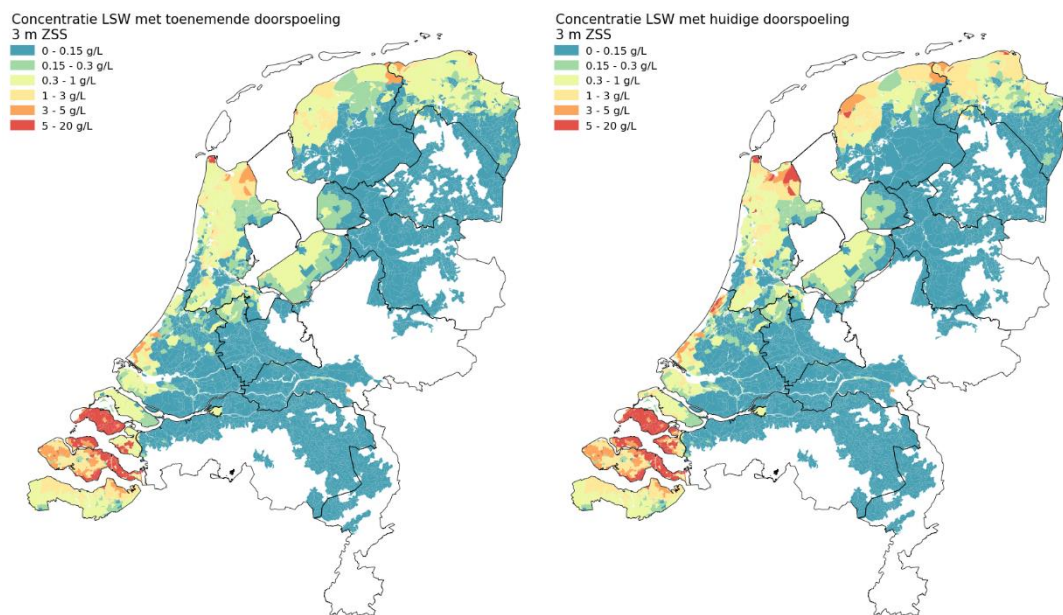 Concentratie LSW met toenemende doorspoeling
3 m ZSS
0 - 0.15 g/L
0.15 - 0.3 g/L
0.3 - 1 g/L
1 - 3 g/L
3 - 5 g/L
5 - 20 g/L
Concentratie LSW met huidige doorspoeling
3 m ZSS
0 - 0.15 g/L
0.15 - 0.3 g/L
0.3 - 1 g/L
1 - 3 g/L
3 - 5 g/L
5 - 20 g/L